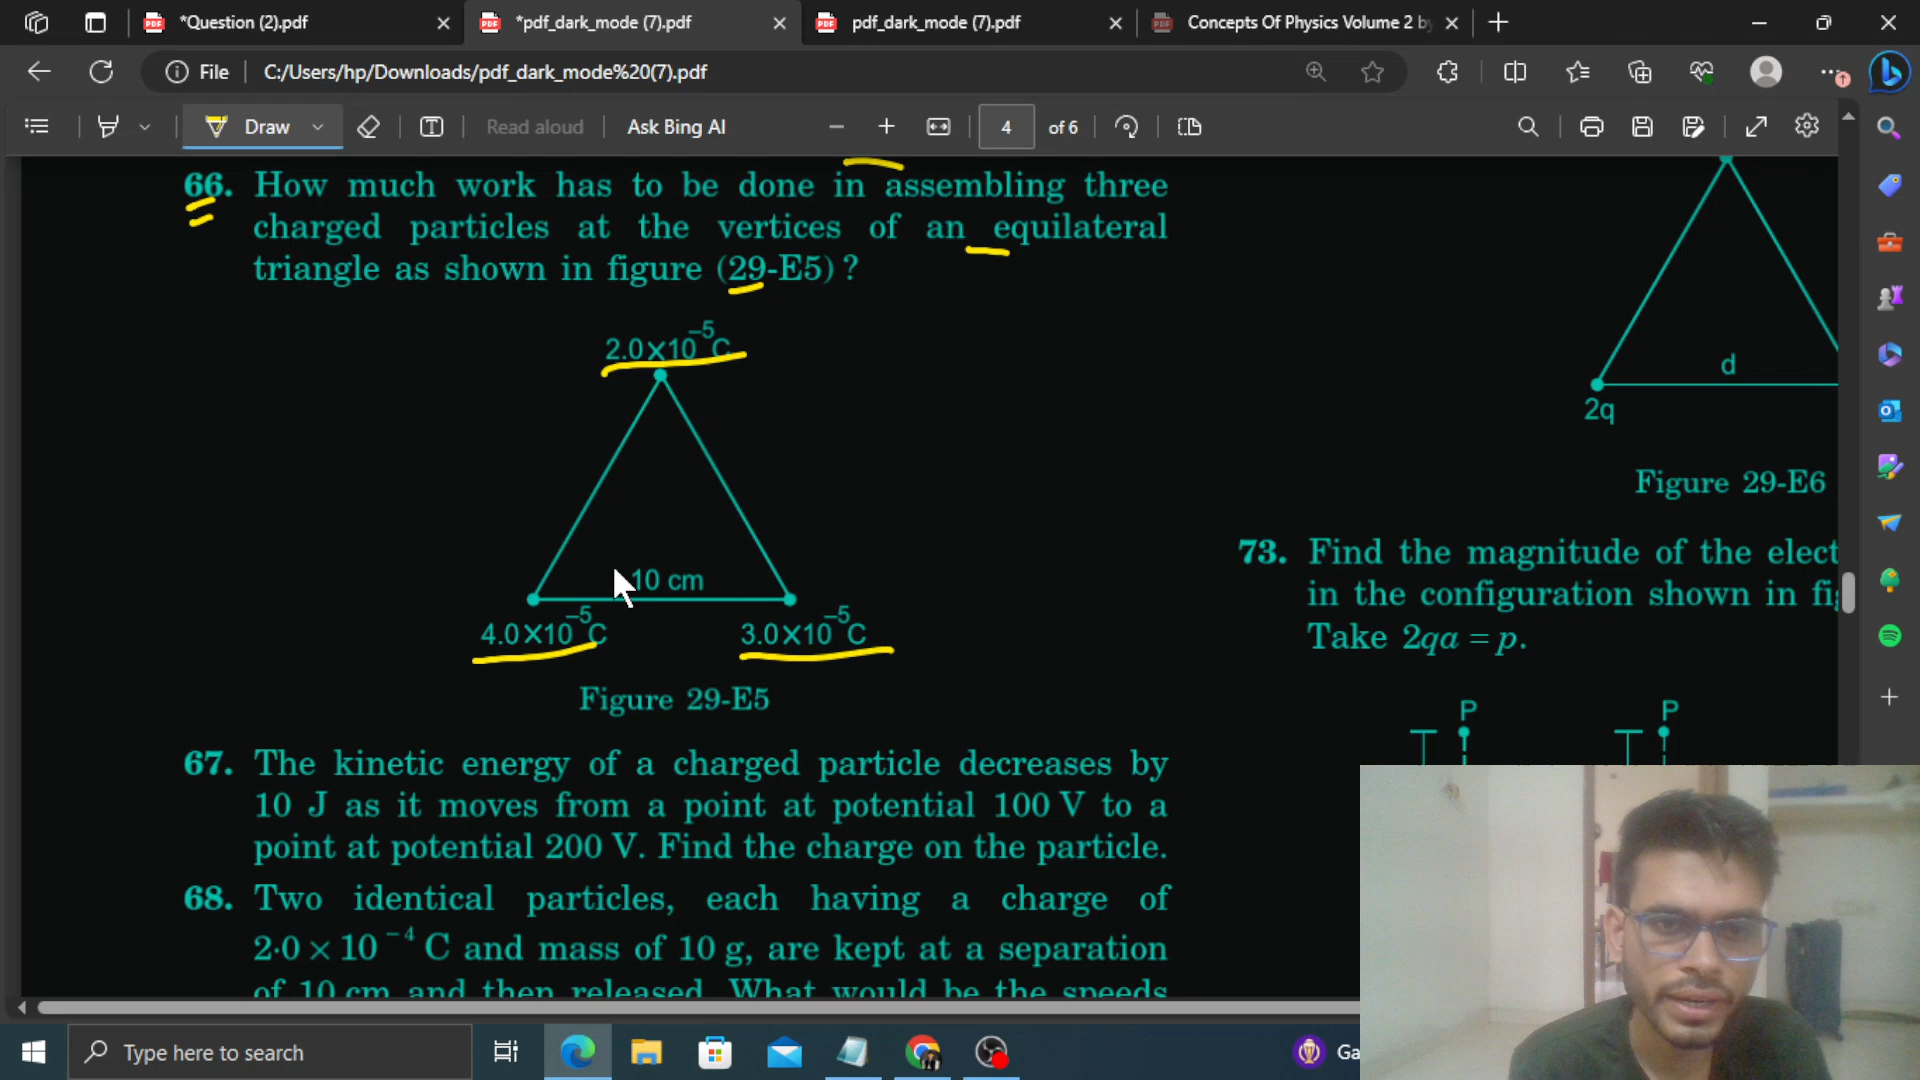 *Question (2).pdf
*pdf_dark_mode (7).pdf
pdf_dark_mode (7).pdf
Concepts Of Physics Volume 2 by
File
C:/Users/hp/Downloads/pdf_dark_mode%20(7).pdf
Draw
Read aloud
Ask Bing AI
4
of 6
66. How much work has to be done in assembling three
charged particles at the vertices of an equilateral
triangle as shown in figure (29-E5) ?
2.0×10⁻⁵C
10 cm
4.0×10⁻⁵C
3.0×10⁻⁵C
Figure 29-E5
67. The kinetic energy of a charged particle decreases by
10 J as it moves from a point at potential 100 V to a
point at potential 200 V. Find the charge on the particle.
68. Two identical particles, each having a charge of
2·0 × 10⁻⁴ C and mass of 10 g, are kept at a separation
of 10 cm and then released. What would be the speeds
d
2q
Figure 29-E6
73. Find the magnitude of the elect
in the configuration shown in fig
Take 2qa = p.
P
P
Type here to search
Ga